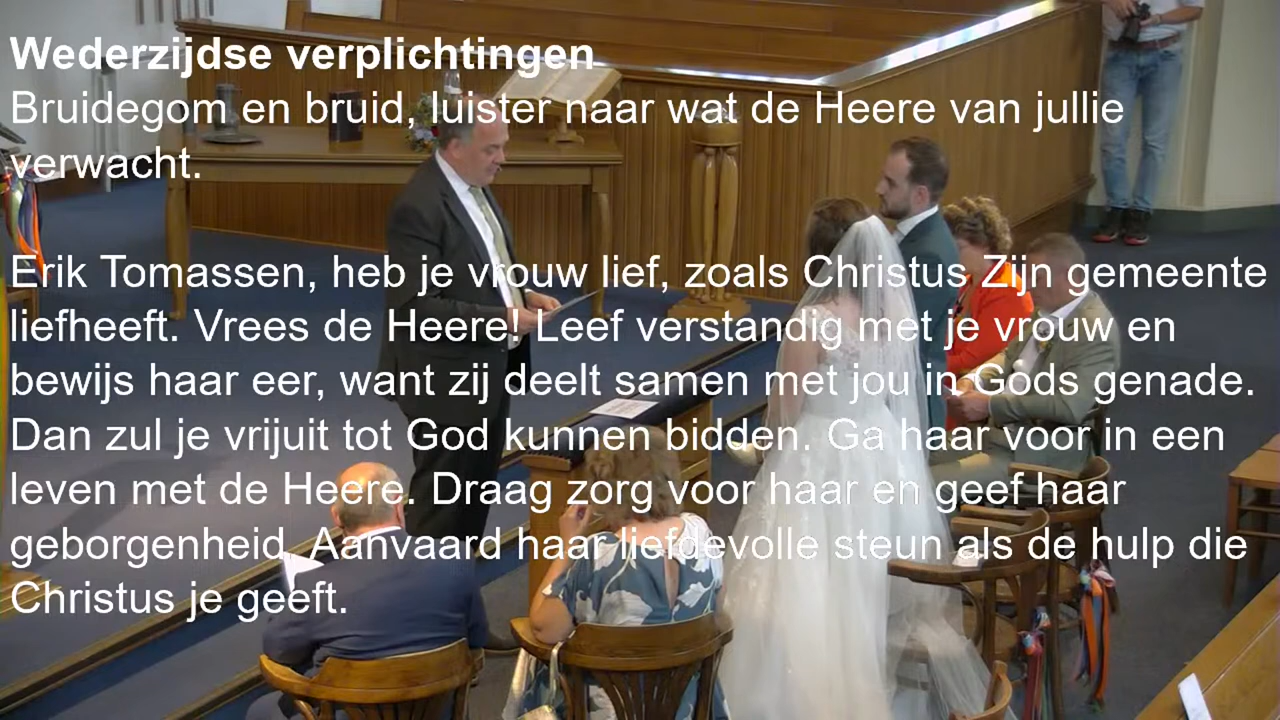 Wederzijdse verplichtingen
Bruidegom en bruid, luister naar wat de Heere van jullie
verwacht.
Erik Tomassen, heb je vrouw lief, zoals Christus Zijn gemeente
liefheeft. Vrees de Heere! Leef verstandig met je vrouw en
bewijs haar eer, want zij deelt samen met jou in Gods genade.
Dan zul je vrijuit tot God kunnen bidden. Ga haar voor in een
leven met de Heere. Draag zorg voor haar en geef haar
geborgenheid. Aanvaard haar liefdevolle steun als de hulp die
Christus je geeft.